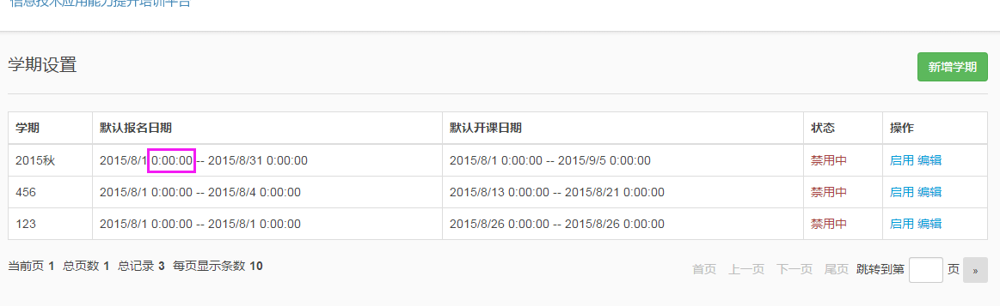 信息技术应用能力提升培训平台
学期设置
新增学期
学期 默认报名日期 默认开课日期 状态 操作
2015秋 2015/8/1 0:00:00 -- 2015/8/31 0:00:00 2015/8/1 0:00:00 -- 2015/9/5 0:00:00 禁用中 启用 编辑
456 2015/8/1 0:00:00 -- 2015/8/4 0:00:00 2015/8/13 0:00:00 -- 2015/8/21 0:00:00 禁用中 启用 编辑
123 2015/8/1 0:00:00 -- 2015/8/1 0:00:00 2015/8/26 0:00:00 -- 2015/8/26 0:00:00 禁用中 启用 编辑
当前页 1 总页数 1 总记录 3 每页显示条数 10 首页 上一页 下一页 尾页 跳转到第 页 »